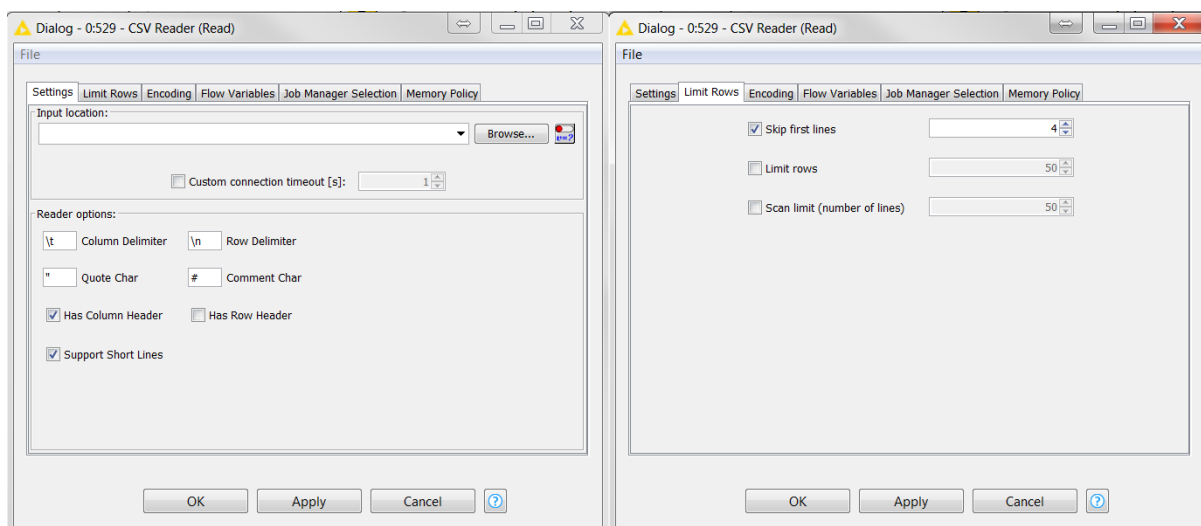 Dialog - 0:529 - CSV Reader (Read)
File
Settings Limit Rows Encoding Flow Variables Job Manager Selection Memory Policy
Input location:
Browse...
v=?
Custom connection timeout [s]: 1
Reader options:
\t Column Delimiter \n Row Delimiter
" Quote Char # Comment Char
Has Column Header Has Row Header
Support Short Lines
OK Apply Cancel ?
Dialog - 0:529 - CSV Reader (Read)
File
Settings Limit Rows Encoding Flow Variables Job Manager Selection Memory Policy
Skip first lines 4
Limit rows 50
Scan limit (number of lines) 50
OK Apply Cancel ?